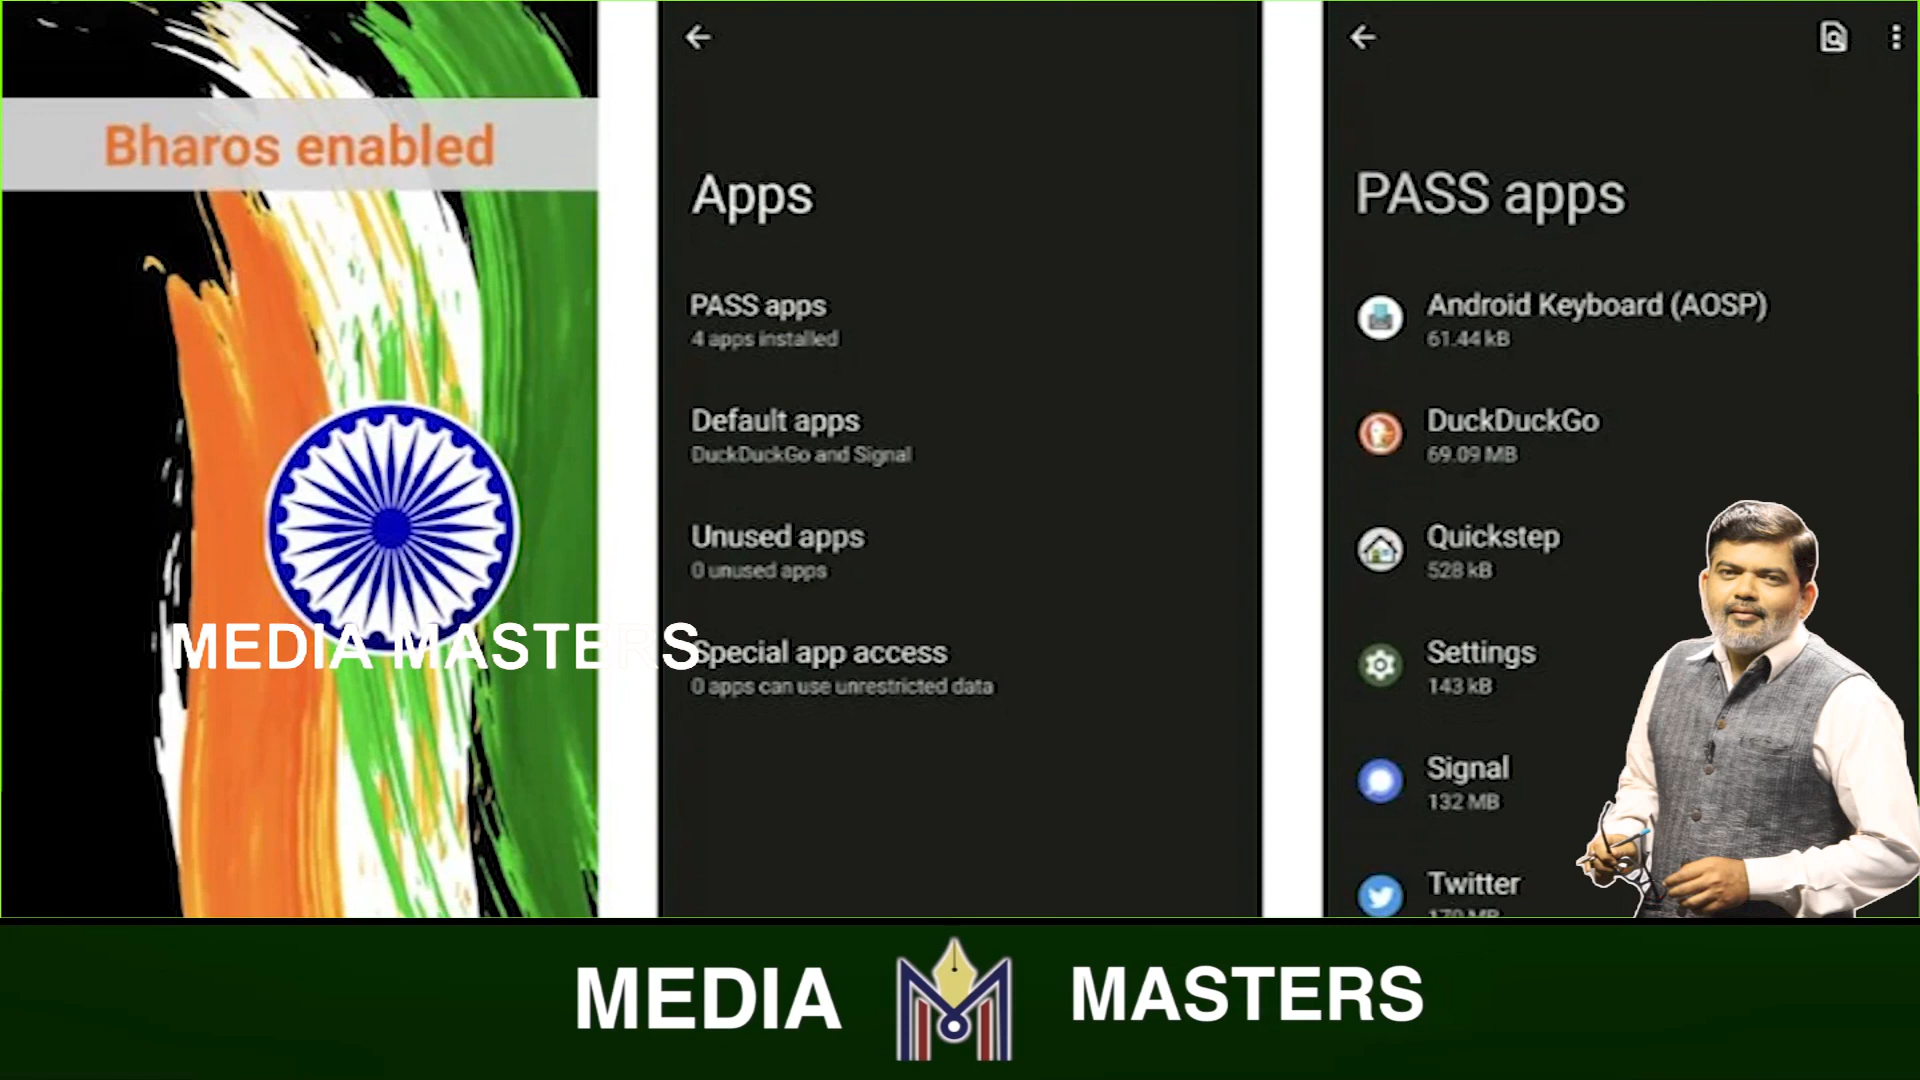 Bharos enabled
MEDIA MASTERS
Apps
PASS apps
4 apps installed
Default apps
DuckDuckGo and Signal
Unused apps
0 unused apps
Special app access
0 apps can use unrestricted data
PASS apps
Android Keyboard (AOSP)
61.44 kB
DuckDuckGo
69.09 MB
Quickstep
528 kB
Settings
143 kB
Signal
132 MB
Twitter
MEDIA MASTERS